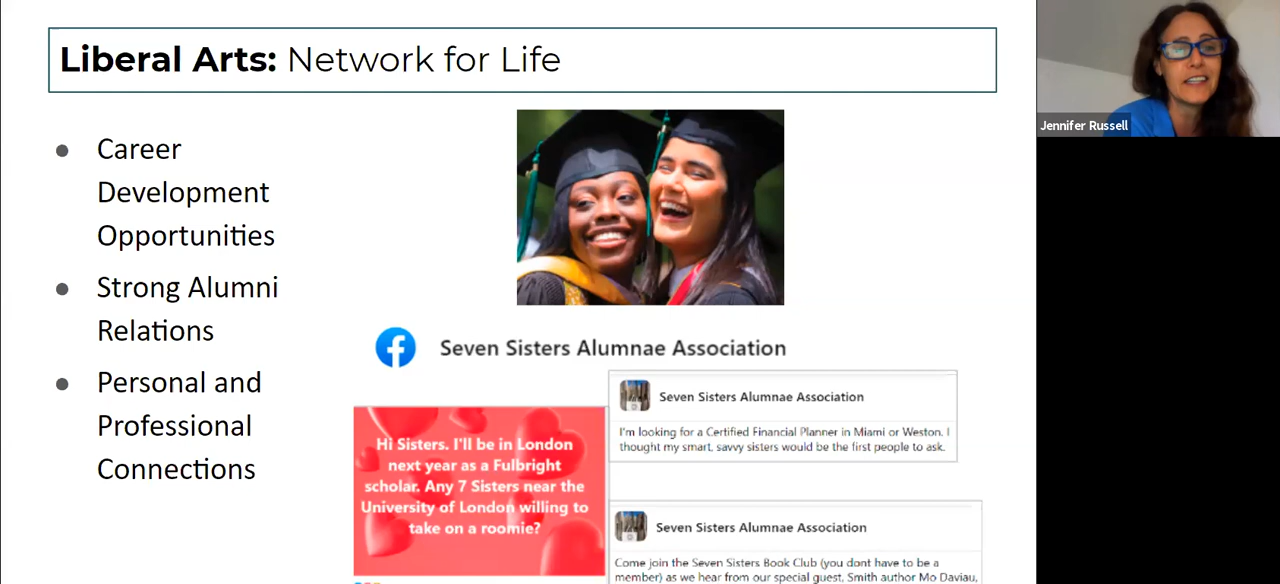 Liberal Arts: Network for Life
Career
Development
Opportunities
Strong Alumni
Relations
Personal and
Professional
Connections
Seven Sisters Alumnae Association
Hi Sisters. I'll be in London
next year as a Fulbright
scholar. Any 7 Sisters near the
University of London willing to
take on a roomie?
Seven Sisters Alumnae Association
I'm looking for a Certified Financial Planner in Miami or Weston. I
thought my smart, savvy sisters would be the first people to ask.
Seven Sisters Alumnae Association
Come join the Seven Sisters Book Club (you dont have to be a
member) as we hear from our special guest, Smith author Mo Daviau,
Jennifer Russell